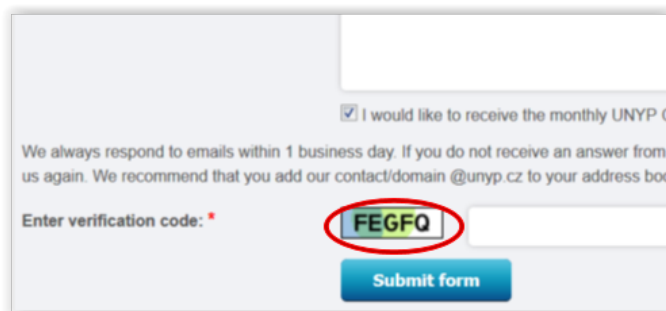 I would like to receive the monthly UNYP
We always respond to emails within 1 business day. If you do not receive an answer from
us again. We recommend that you add our contact/domain @unyp.cz to your address
Enter verification code: *
FEGFQ
Submit form